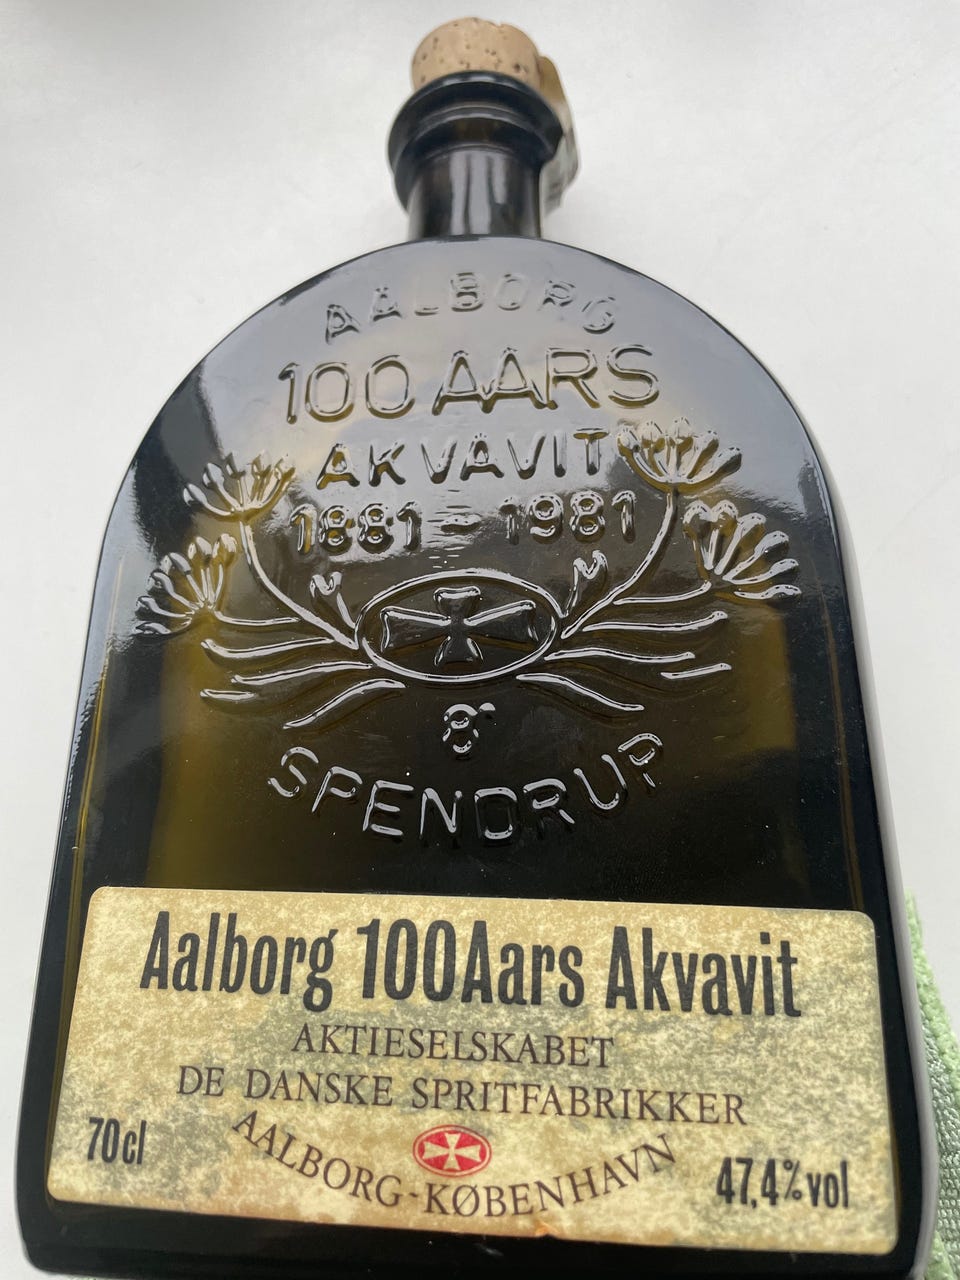 AALBORG
100 AARS
AKVAVIT
1881-1981
&
SPENDRUP
Aalborg 100Aars Akvavit
AKTIESELSKABET
DE DANSKE SPRITFABRIKKER
70cl
AALBORG-KØBENHAVN
47,4% vol